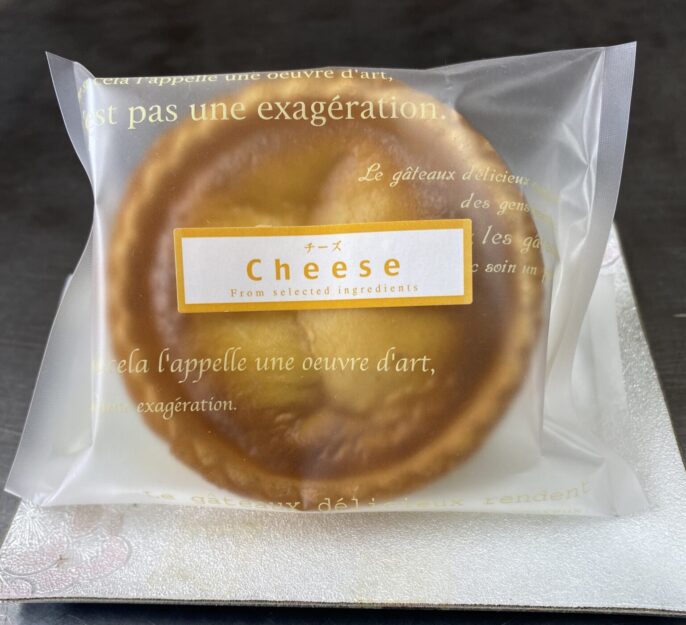 cela l'appelle une oeuvre d'art,
est pas une exagération.
Le gâteaux délicieux
des gens
les
soin un
チーズ
Cheese
From selected ingredients
cela l'appelle une oeuvre d'art,
une exagération.
Le gâteaux délicieux rendent